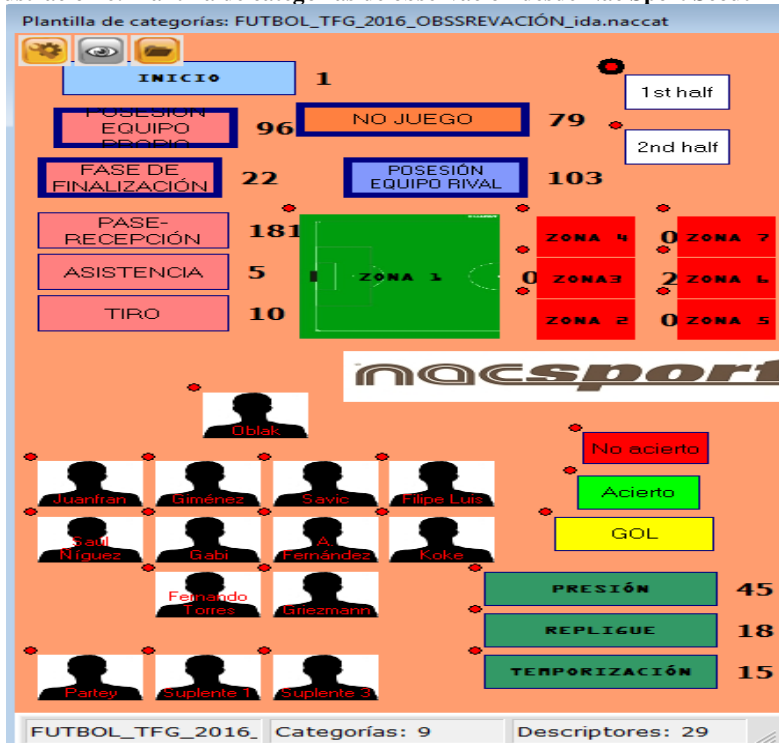 Plantilla de categorías: FUTBOL_TFG_2016_OBSSREVACIÓN_ida.naccat
INICIO 1
1st half
POSESIÓN
EQUIPO
PROPIO 96
NO JUEGO 79
2nd half
FASE DE
FINALIZACIÓN 22
POSESIÓN
EQUIPO RIVAL 103
PASE-
RECEPCIÓN 181
ASISTENCIA 5
TIRO 10
ZONA 1
0 ZONA 4 0 ZONA 7
0 ZONA3 2 ZONA 6
ZONA 2 0 ZONA 5
nacsport
Oblak
No acierto
Juanfran Giménez Savic Filipe Luis
Acierto
Saul
Ñíguez Gabi A.
Fernández Koke
GOL
Fernando
Torres Griezmann
PRESIÓN 45
REPLIGUE 18
TEMPORIZACIÓN 15
Partey Suplente 1 Suplente 3
FUTBOL_TFG_2016_ Categorías: 9 Descriptores: 29